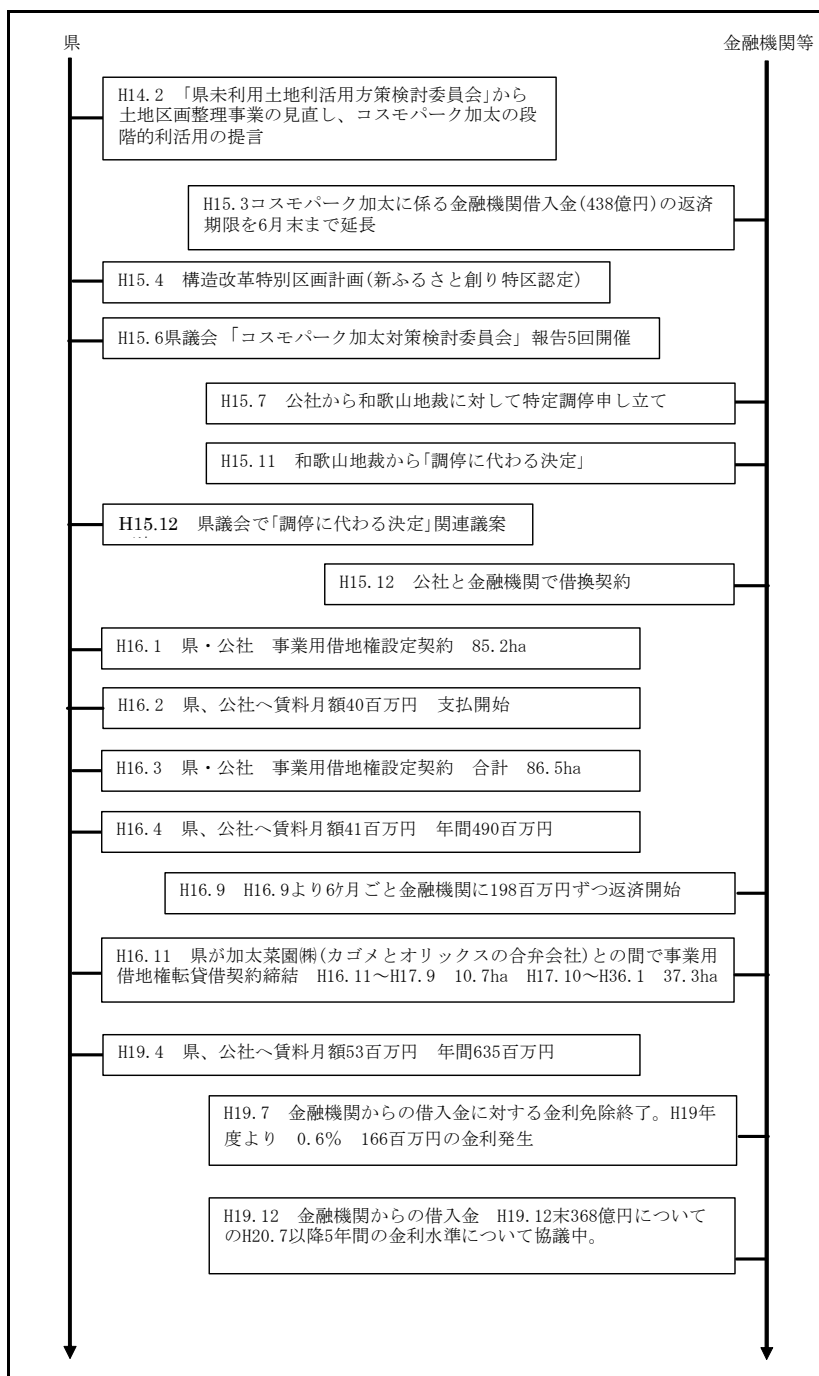 県
金融機関等
H14.2 「県未利用土地利活用方策検討委員会」から
土地区画整理事業の見直し、コスモパーク加太の段
階的利活用の提言
H15.3コスモパーク加太に係る金融機関借入金(438億円)の返済
期限を6月末まで延長
H15.4 構造改革特別区画計画(新ふるさと創り特区認定)
H15.6県議会 「コスモパーク加太対策検討委員会」報告5回開催
H15.7 公社から和歌山地裁に対して特定調停申し立て
H15.11 和歌山地裁から「調停に代わる決定」
H15.12 県議会で「調停に代わる決定」関連議案
H15.12 公社と金融機関で借換契約
H16.1 県・公社 事業用借地権設定契約 85.2ha
H16.2 県、公社へ賃料月額40百万円 支払開始
H16.3 県・公社 事業用借地権設定契約 合計 86.5ha
H16.4 県、公社へ賃料月額41百万円 年間490百万円
H16.9 H16.9より6ヶ月ごと金融機関に198百万円ずつ返済開始
H16.11 県が加太菜園㈱(カゴメとオリックスの合弁会社)との間で事業用
借地権転貸借契約締結 H16.11～H17.9 10.7ha H17.10～H36.1 37.3ha
H19.4 県、公社へ賃料月額53百万円 年間635百万円
H19.7 金融機関からの借入金に対する金利免除終了。H19年
度より 0.6% 166百万円の金利発生
H19.12 金融機関からの借入金 H19.12末368億円について
のH20.7以降5年間の金利水準について協議中。